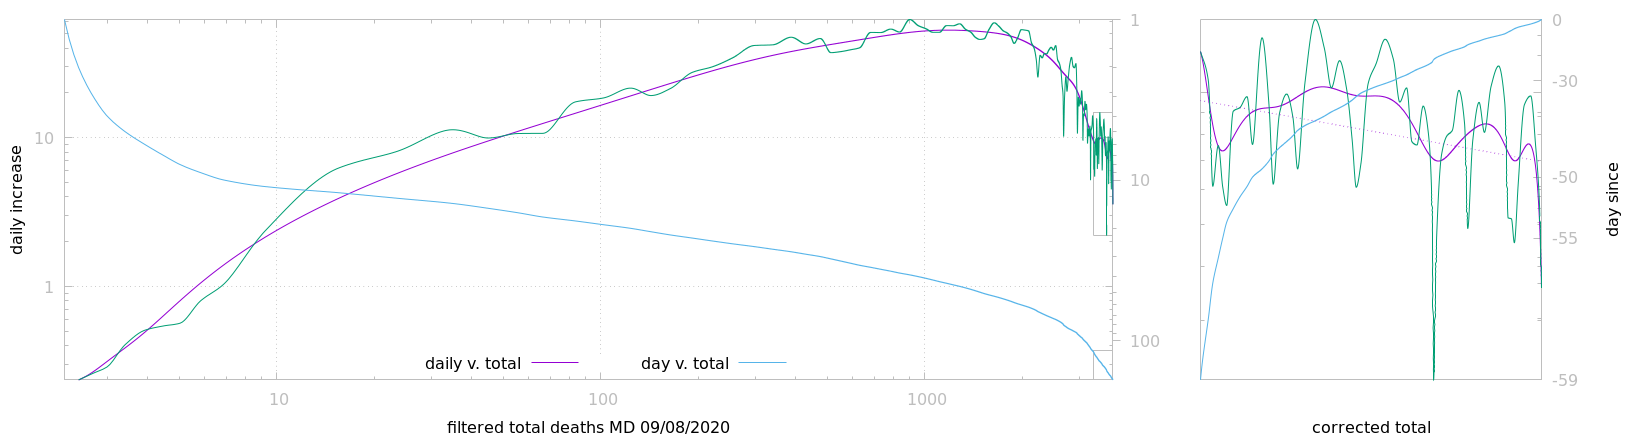 daily increase
10
1
daily v. total
day v. total
10
100
1000
filtered total deaths MD 09/08/2020
1
10
100
0
-30
-50
-55
-59
day since
corrected total